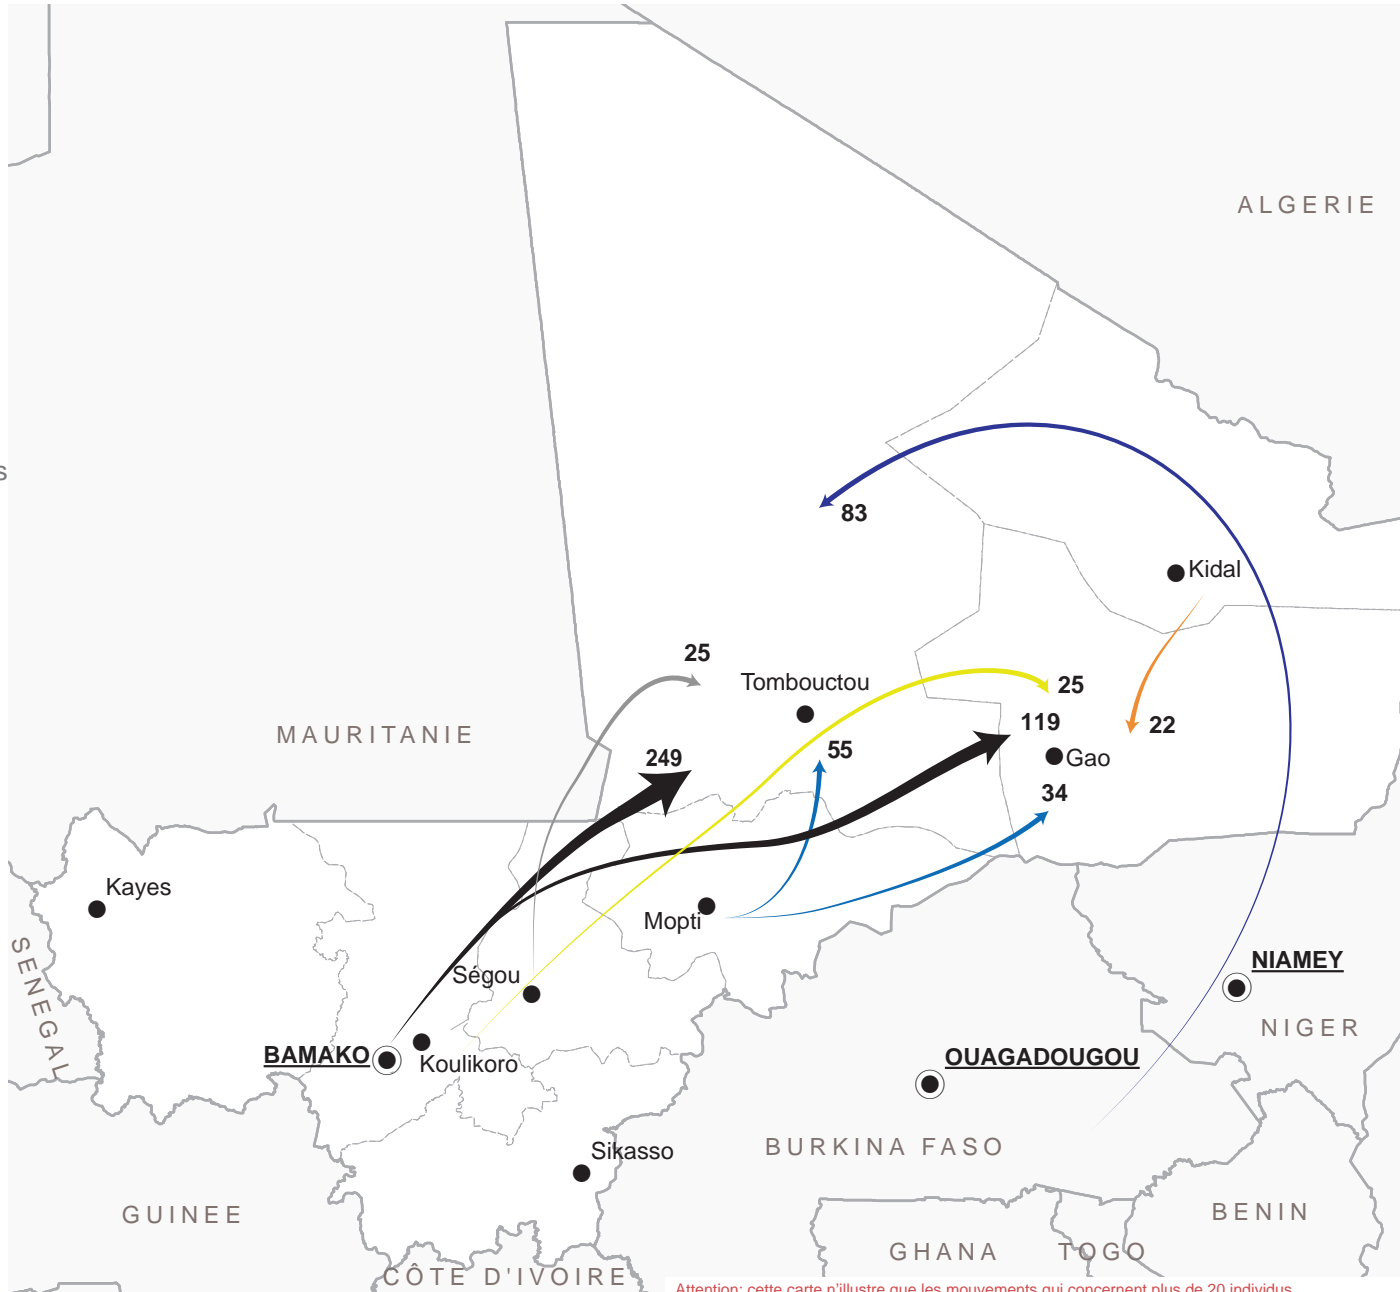 ALGERIE
s
83
Kidal
25
Tombouctou
25
119
22
MAURITANIE
55
249
Gao
34
Kayes
Mopti
SENEGAL
NIAMEY
Ségou
NIGER
BAMAKO
Koulikoro
OUAGADOUGOU
BURKINA FASO
Sikasso
GUINEE
BENIN
GHANA
TOGO
CÔTE D'IVOIRE
Attention: cette carte n'illustre que les mouvements qui concernent plus de 20 individus